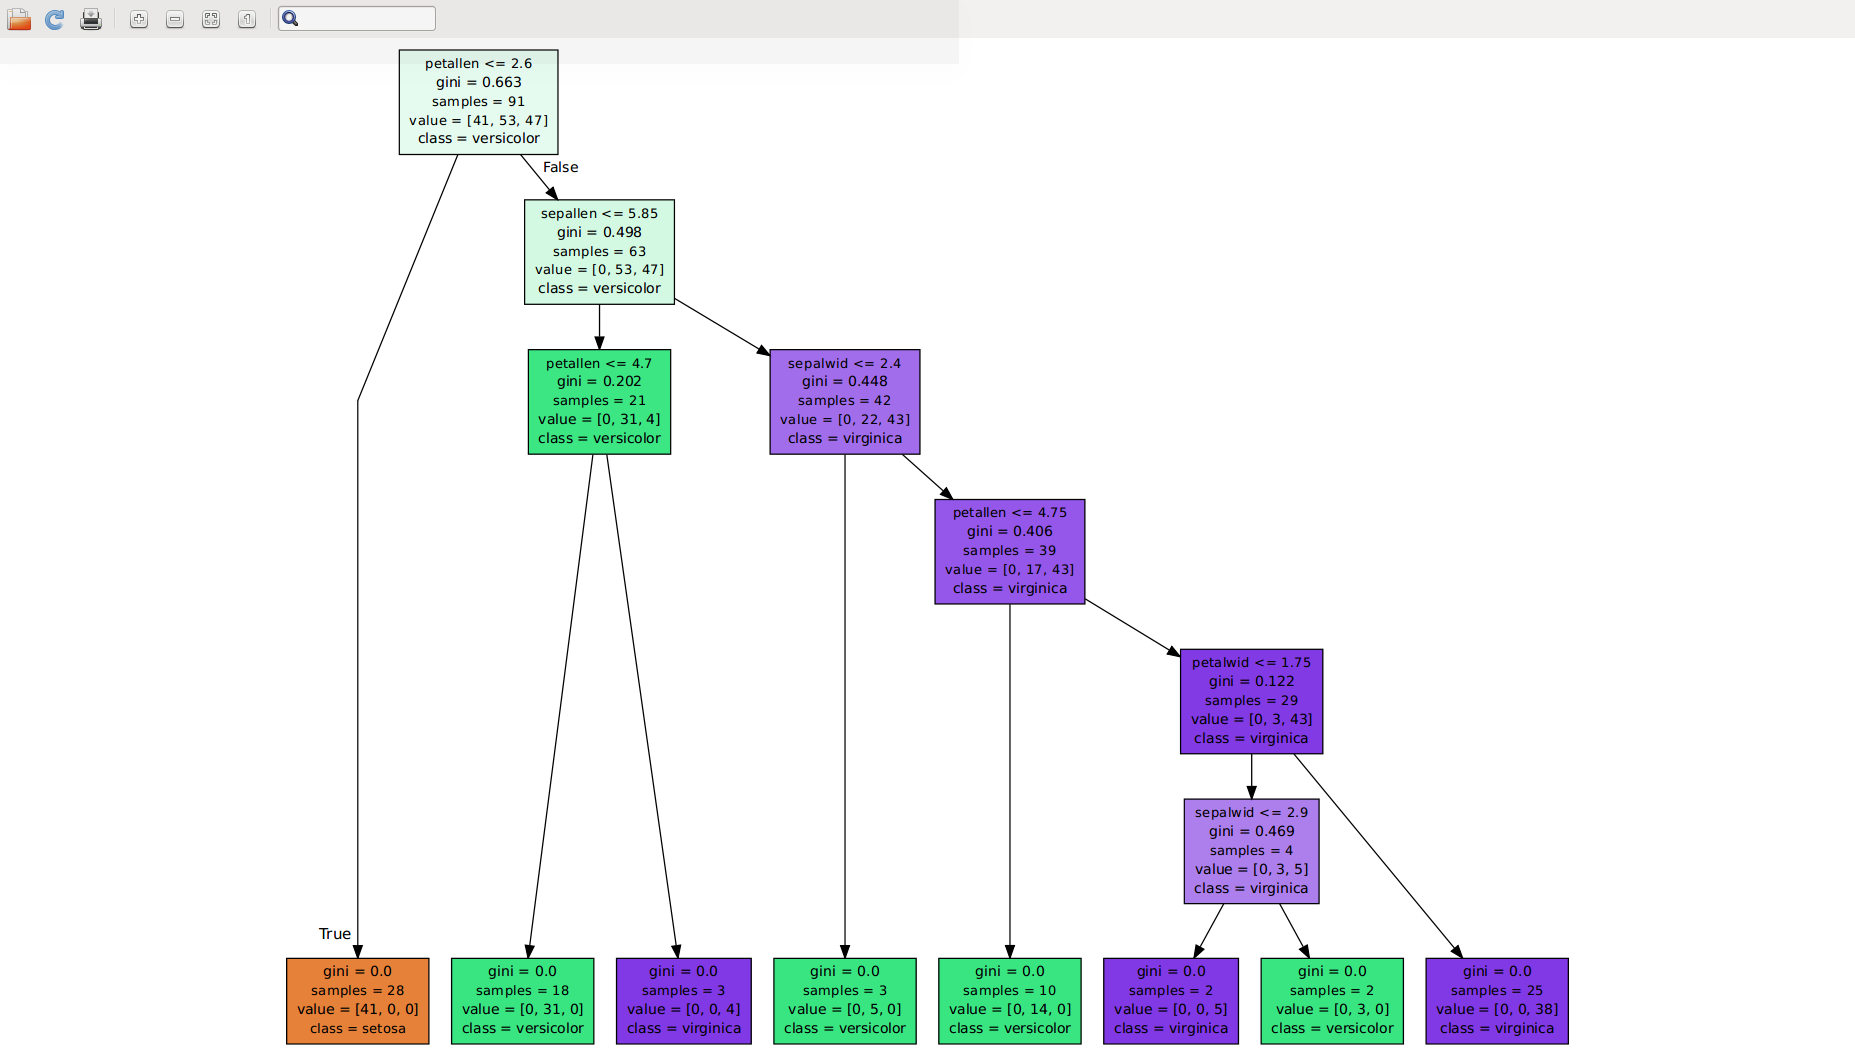 petallen <= 2.6
gini = 0.663
samples = 91
value = [41, 53, 47]
class = versicolor
False
sepallen <= 5.85
gini = 0.498
samples = 63
value = [0, 53, 47]
class = versicolor
petallen <= 4.7
gini = 0.202
samples = 21
value = [0, 31, 4]
class = versicolor
sepalwid <= 2.4
gini = 0.448
samples = 42
value = [0, 22, 43]
class = virginica
petallen <= 4.75
gini = 0.406
samples = 39
value = [0, 17, 43]
class = virginica
petalwid <= 1.75
gini = 0.122
samples = 29
value = [0, 3, 43]
class = virginica
sepalwid <= 2.9
gini = 0.469
samples = 4
value = [0, 3, 5]
class = virginica
True
gini = 0.0
samples = 28
value = [41, 0, 0]
class = setosa
gini = 0.0
samples = 18
value = [0, 31, 0]
class = versicolor
gini = 0.0
samples = 3
value = [0, 0, 4]
class = virginica
gini = 0.0
samples = 3
value = [0, 5, 0]
class = versicolor
gini = 0.0
samples = 10
value = [0, 14, 0]
class = versicolor
gini = 0.0
samples = 2
value = [0, 0, 5]
class = virginica
gini = 0.0
samples = 2
value = [0, 3, 0]
class = versicolor
gini = 0.0
samples = 25
value = [0, 0, 38]
class = virginica